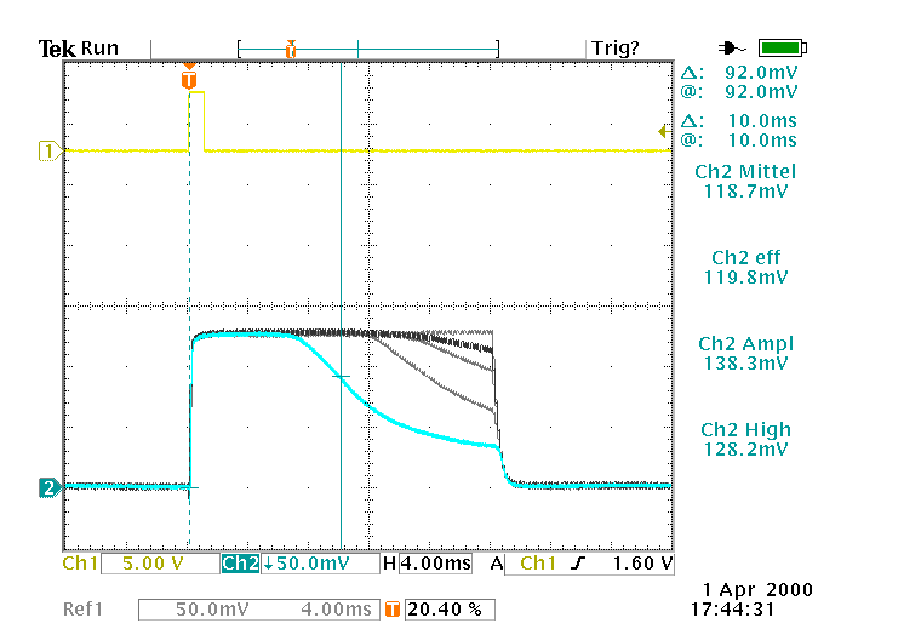 Tek Run Trig?
T
T
Δ: 92.0mV
@: 92.0mV
Δ: 10.0ms
@: 10.0ms
1
Ch2 Mittel
118.7mV
Ch2 eff
119.8mV
Ch2 Ampl
138.3mV
Ch2 High
128.2mV
2
Ch1 5.00 V Ch2 ↓50.0mV H 4.00ms A Ch1 1.60 V
Ref1 50.0mV 4.00ms T 20.40 %
1 Apr 2000
17:44:31